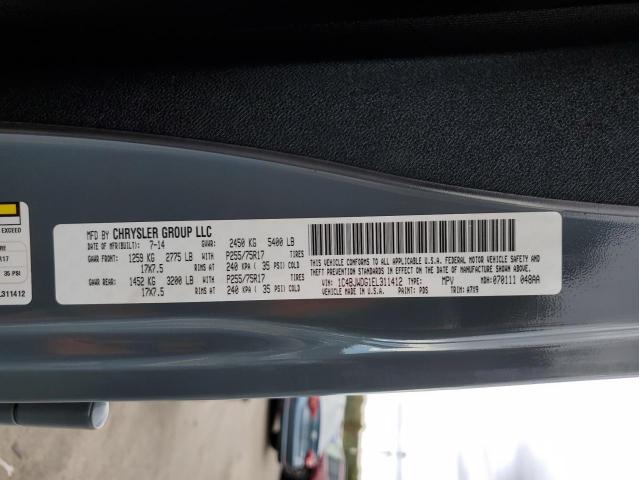 EXCEED
R17
35 PSI
L311412
MFD BY CHRYSLER GROUP LLC
DATE OF MFR(BUILT): 7-14 GVWR: 2450 KG 5400 LB
GAWR FRONT: 1259 KG 2775 LB WITH P255/75R17 TIRES
17X7.5 RIMS AT 240 KPA ( 35 PSI) COLD
GAWR REAR: 1452 KG 3200 LB WITH P255/75R17 TIRES
17X7.5 RIMS AT 240 KPA ( 35 PSI) COLD
THIS VEHICLE CONFORMS TO ALL APPLICABLE U.S.A. FEDERAL MOTOR VEHICLE SAFETY AND
THEFT PREVENTION STANDARDS IN EFFECT ON THE DATE OF MANUFACTURE SHOWN ABOVE.
VIN: 1C4BJWDG1EL311412 TYPE: MPV MDH: 070111 048AA
VEHICLE MADE IN U.S.A. PAINT: PDS TRIM: A7X9